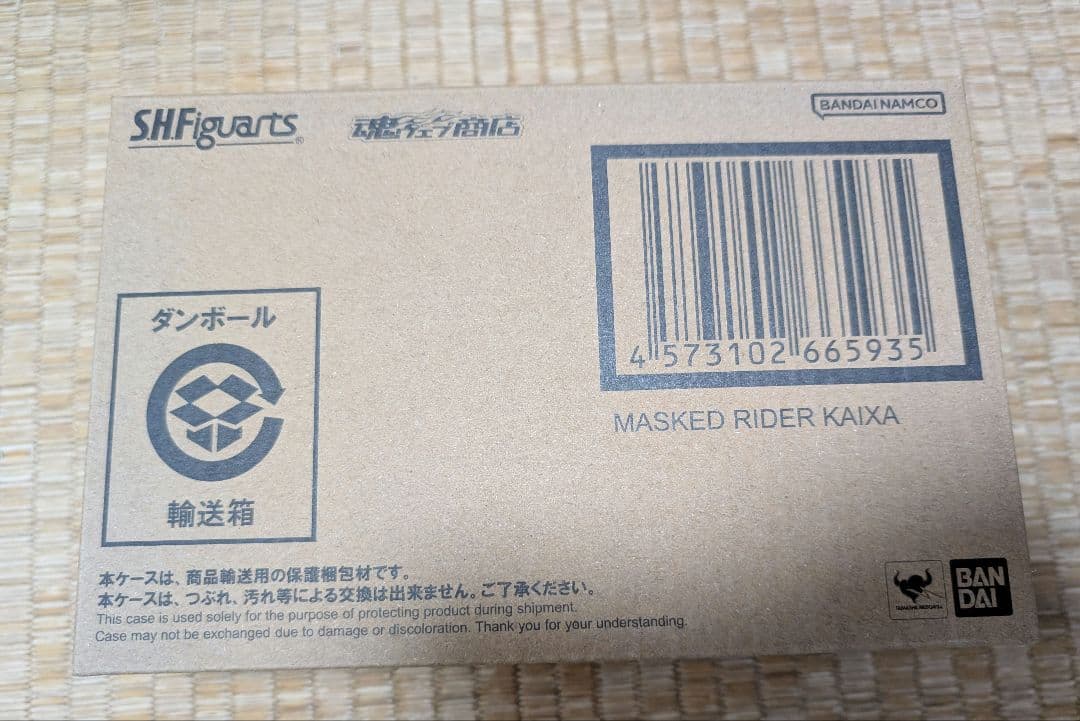 S.H.Figuarts®
魂ウェブ商店
BANDAI NAMCO
4 573102 665935
MASKED RIDER KAIXA
ダンボール
輸送箱
本ケースは、商品輸送用の保護梱包材です。
本ケースは、つぶれ、汚れ等による交換は出来ません。ご了承ください。
This case is used solely for the purpose of protecting product during shipment.
Case may not be exchanged due to damage or discoloration. Thank you for your understanding.
TAMASHII NATIONS
BAN
DAI